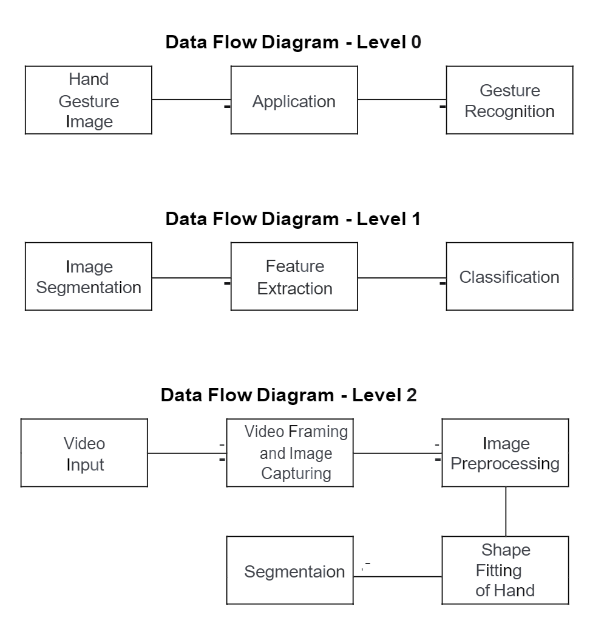 Data Flow Diagram - Level 0
Hand
Gesture
Image
Application
Gesture
Recognition
Data Flow Diagram - Level 1
Image
Segmentation
Feature
Extraction
Classification
Data Flow Diagram - Level 2
Video
Input
Video Framing
and Image
Capturing
Image
Preprocessing
Segmentaion
Shape
Fitting
of Hand